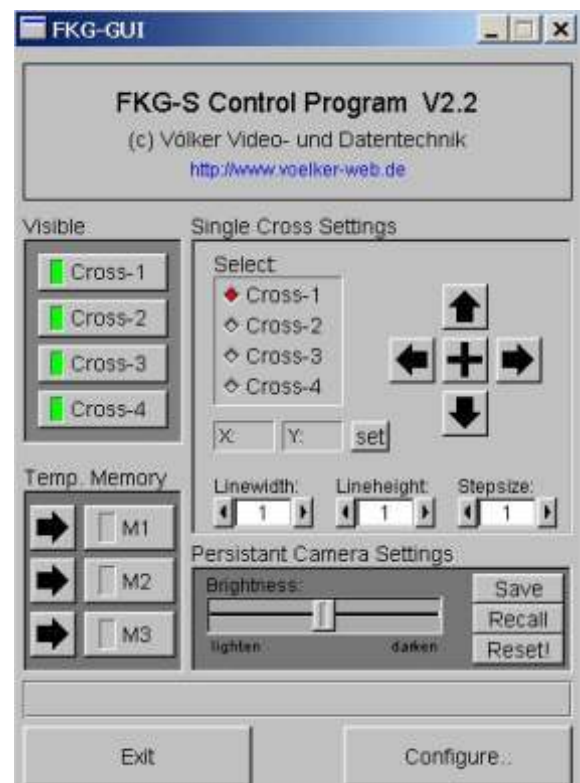 FKG-GUI
FKG-S Control Program V2.2
(c) Völker Video- und Datentechnik
http://www.voelker-web.de
Visible
Cross-1
Cross-2
Cross-3
Cross-4
Single Cross Settings
Select:
Cross-1
Cross-2
Cross-3
Cross-4
X:
Y:
set
Linewidth:
1
Lineheight:
1
Stepsize:
1
Temp. Memory
M1
M2
M3
Persistant Camera Settings
Brightness:
lighten
darken
Save
Recall
Reset!
Exit
Configure...